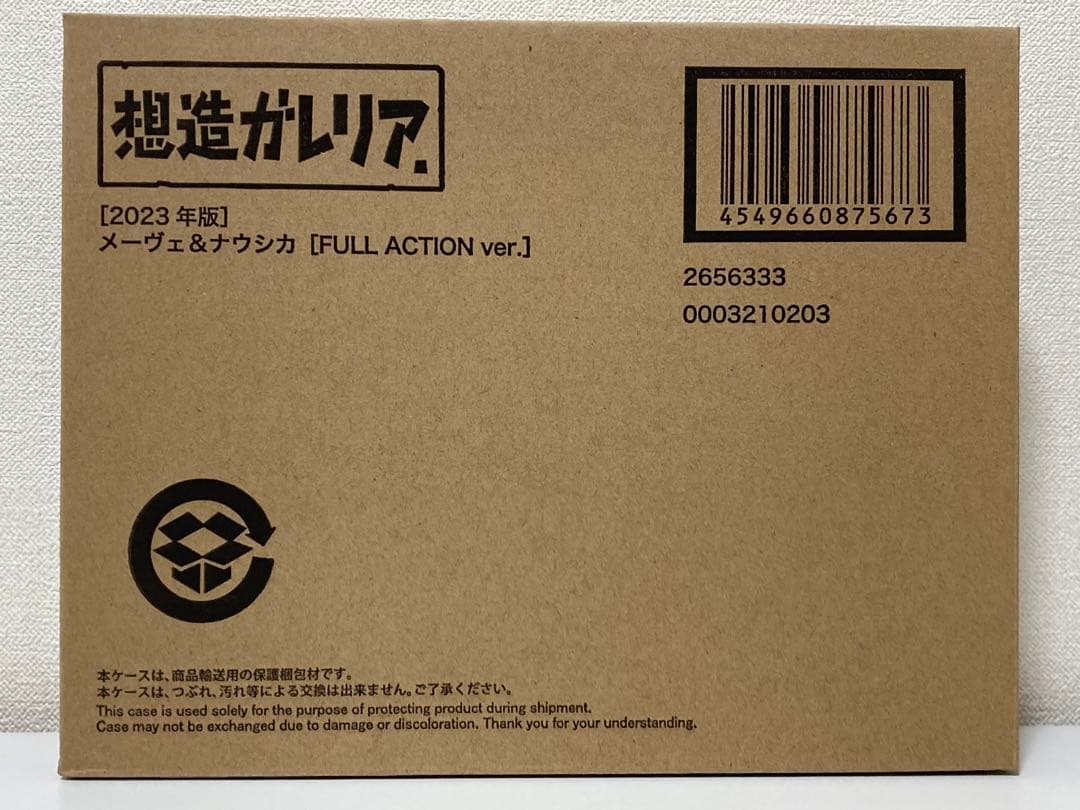 想造ガレリア.
[2023年版]
メーヴェ&ナウシカ [FULL ACTION ver.]
4549660875673
2656333
0003210203
本ケースは、商品輸送用の保護梱包材です。
本ケースは、つぶれ、汚れ等による交換は出来ません。ご了承ください。
This case is used solely for the purpose of protecting product during shipment.
Case may not be exchanged due to damage or discoloration. Thank you for your understanding.